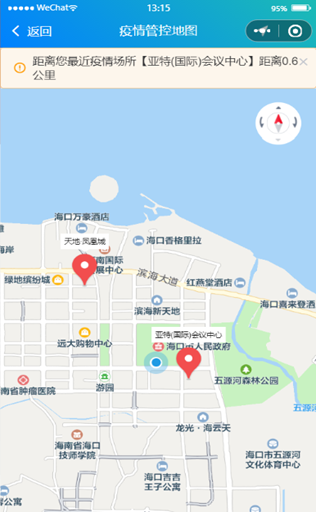 WeChat
13:15
95%
返回
疫情管控地图
距离您最近疫情场所【亚特(国际)会议中心】距离0.6
公里
海口万豪酒店
天地·凤凰城
海口香格里拉
南国际
展中心
滨海大道
绿地缤纷城
红燕堂酒店
海口喜来登酒
滨海新天地
亚特(国际)会议中心
远大购物中心
海口市人民政府
五源河森林公园
海南省肿瘤医院
游园
五源河
龙光·海云天
海南省海口
技师学院
海口市五源河
文化体育中心
海口吉吉
王子公寓
公寓